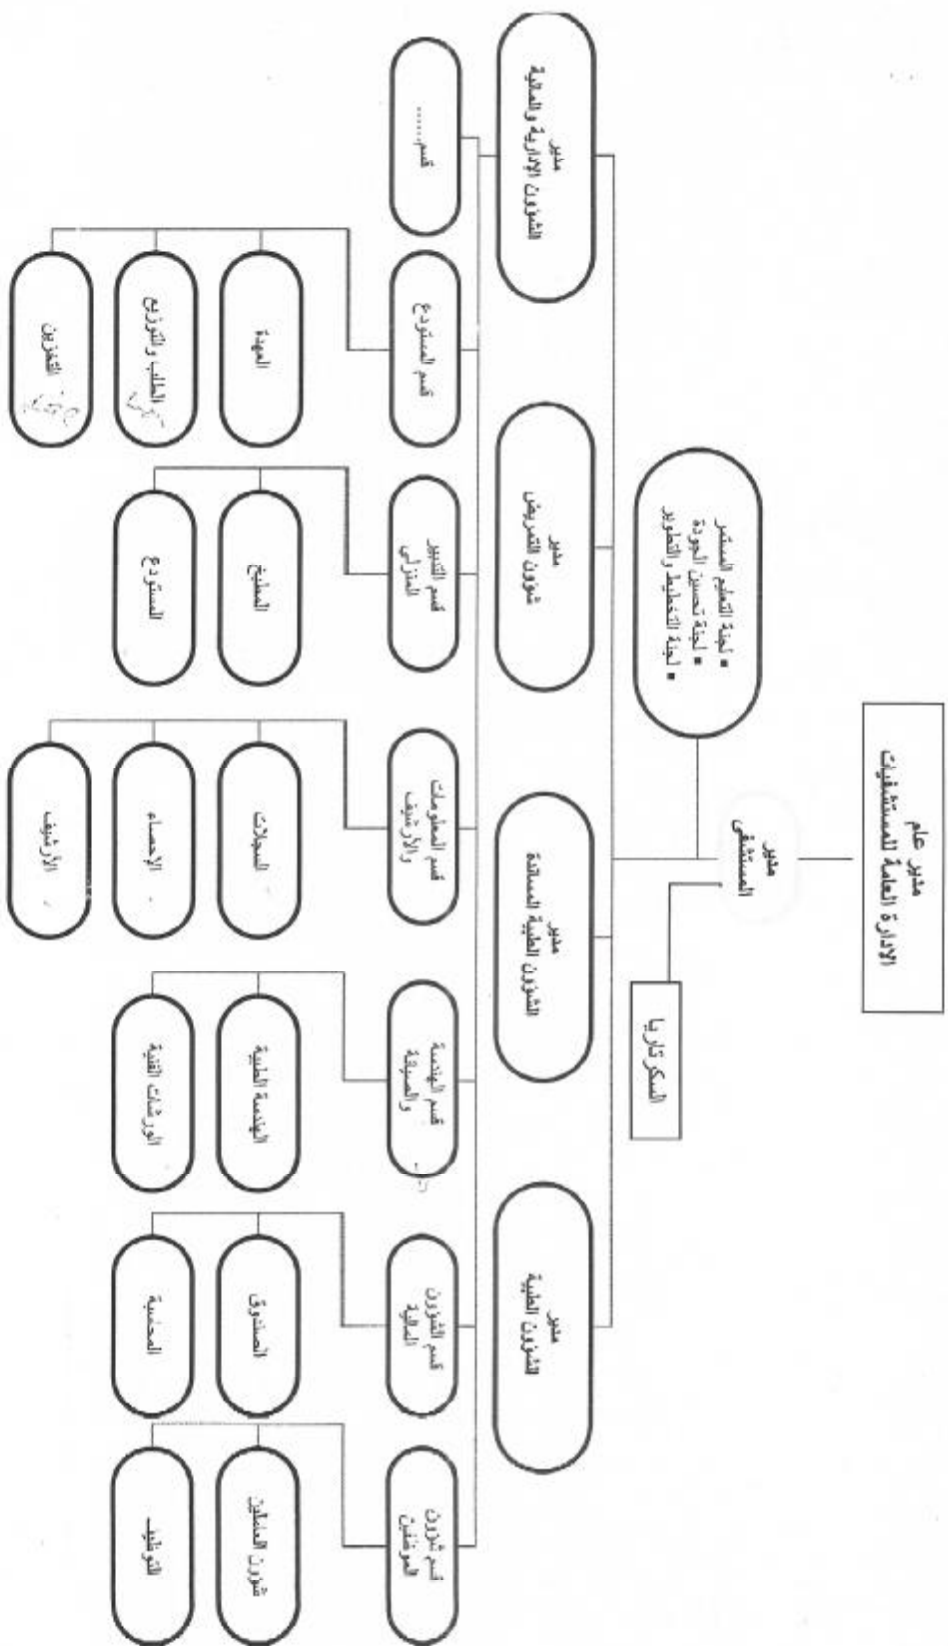 مدير عام
الإدارة العامة للمستشفيات
مدير
المستشفى
السكرتاريا
▪ لجنة التعليم المستمر
▪ لجنة تحسين الجودة
▪ لجنة التخطيط والتطوير
مدير
الشؤون الطبية
مدير
الشؤون الطبية المساندة
مدير
شؤون التمريض
مدير
الشؤون الإدارية والمالية
قسم شؤون
الموظفين
قسم الشؤون
المالية
قسم الهندسة
والصيانة
قسم المعلومات
والأرشيف
قسم التدبير
المنزلي
قسم المستودع
قسم.......
شؤون العاملين
التوظيف
الصندوق
المحاسبة
الهندسة الطبية
الورشات الفنية
السجلات
الإحصاء
الأرشيف
المطبخ
المستودع
العهدة
الطلب والتوزيع
التخزين